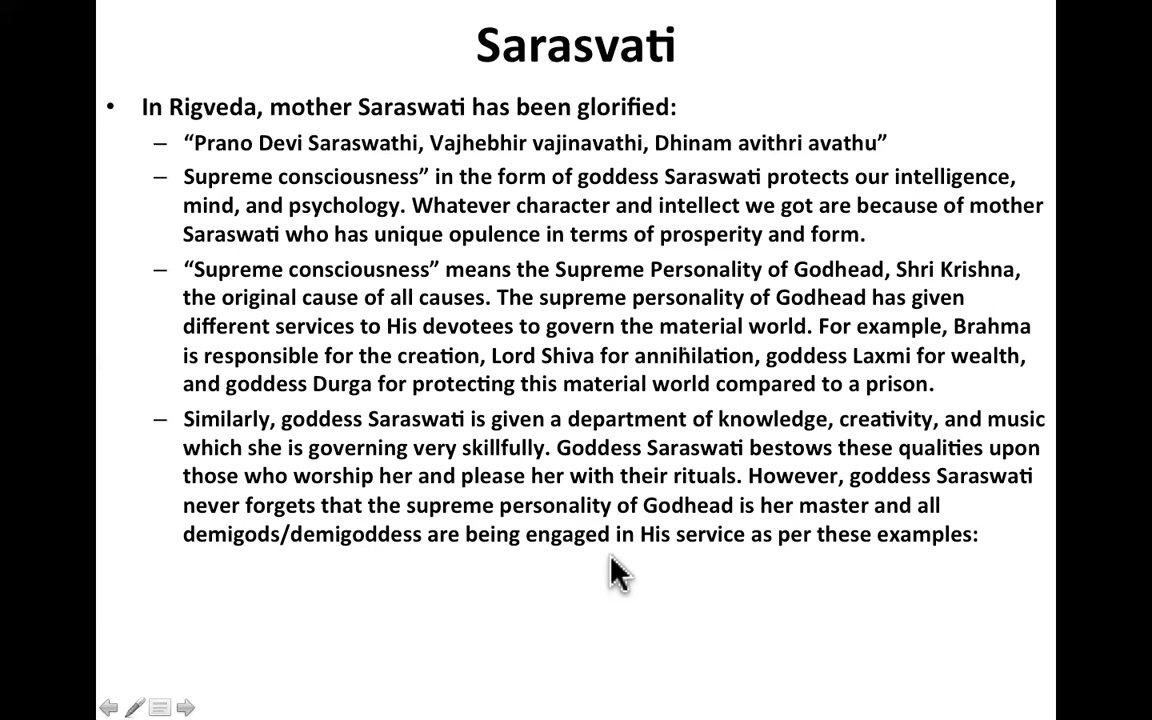 Sarasvati
• In Rigveda, mother Saraswati has been glorified:
– “Prano Devi Saraswathi, Vajhebhir vajinavathi, Dhinam avithri avathu”
– Supreme consciousness” in the form of goddess Saraswati protects our intelligence,
mind, and psychology. Whatever character and intellect we got are because of mother
Saraswati who has unique opulence in terms of prosperity and form.
– “Supreme consciousness” means the Supreme Personality of Godhead, Shri Krishna,
the original cause of all causes. The supreme personality of Godhead has given
different services to His devotees to govern the material world. For example, Brahma
is responsible for the creation, Lord Shiva for annihilation, goddess Laxmi for wealth,
and goddess Durga for protecting this material world compared to a prison.
– Similarly, goddess Saraswati is given a department of knowledge, creativity, and music
which she is governing very skillfully. Goddess Saraswati bestows these qualities upon
those who worship her and please her with their rituals. However, goddess Saraswati
never forgets that the supreme personality of Godhead is her master and all
demigods/demigoddess are being engaged in His service as per these examples: